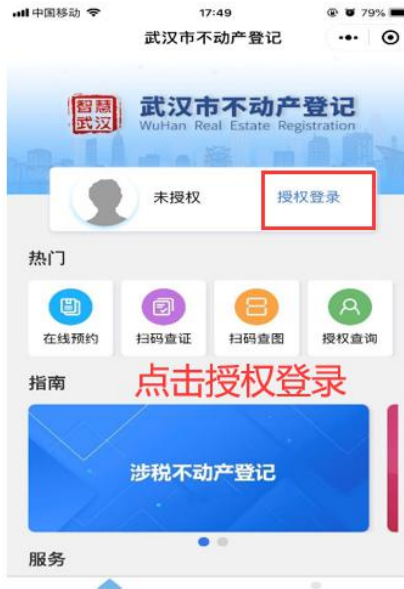 中国移动 17:49 79%
武汉市不动产登记
智慧武汉
武汉市不动产登记
WuHan Real Estate Registration
未授权 授权登录
热门
在线预约 扫码查证 扫码查图 授权查询
点击授权登录
指南
涉税不动产登记
服务